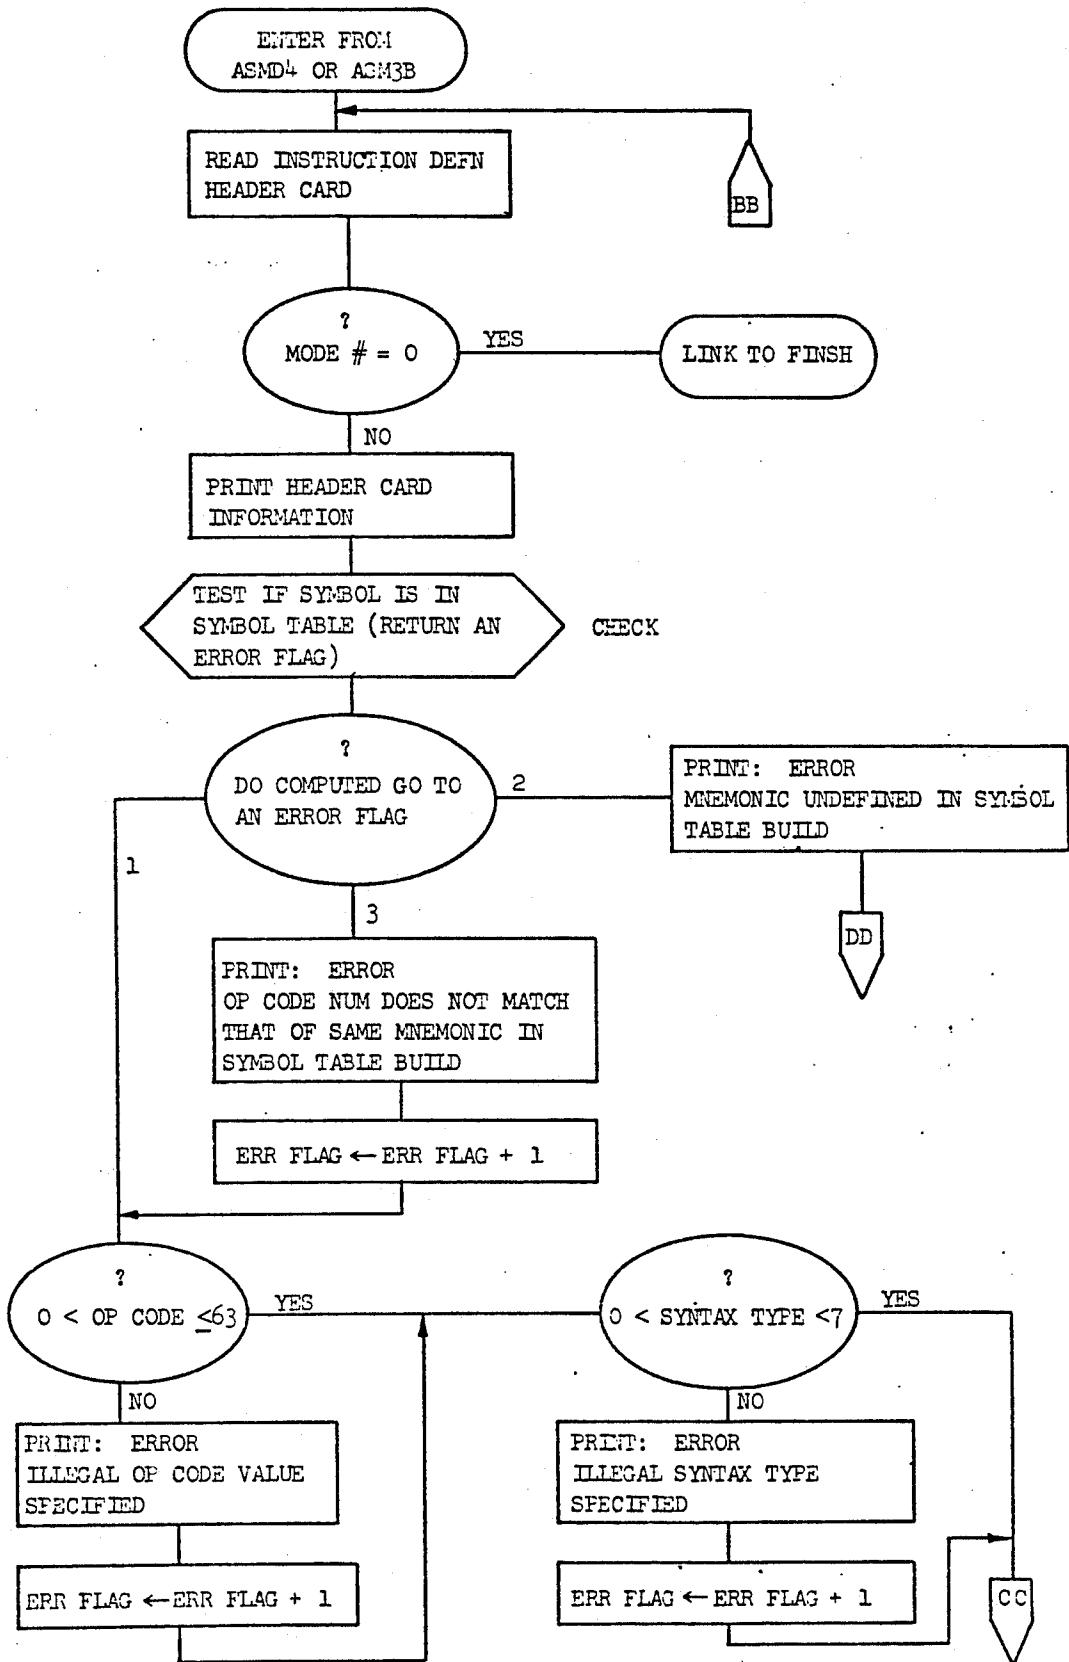 ENTER FROM
ASMD4 OR ASM3B
READ INSTRUCTION DEFN
HEADER CARD
BB
?
MODE # = 0
YES
LINK TO FINSH
NO
PRINT HEADER CARD
INFORMATION
TEST IF SYMBOL IS IN
SYMBOL TABLE (RETURN AN
ERROR FLAG)
CHECK
?
DO COMPUTED GO TO
AN ERROR FLAG
2
PRINT: ERROR
MNEMONIC UNDEFINED IN SYMBOL
TABLE BUILD
DD
1
3
PRINT: ERROR
OP CODE NUM DOES NOT MATCH
THAT OF SAME MNEMONIC IN
SYMBOL TABLE BUILD
ERR FLAG ← ERR FLAG + 1
?
0 < OP CODE ≤63
YES
NO
PRINT: ERROR
ILLEGAL OP CODE VALUE
SPECIFIED
ERR FLAG ← ERR FLAG + 1
?
0 < SYNTAX TYPE <7
YES
NO
PRINT: ERROR
ILLEGAL SYNTAX TYPE
SPECIFIED
ERR FLAG ← ERR FLAG + 1
CC